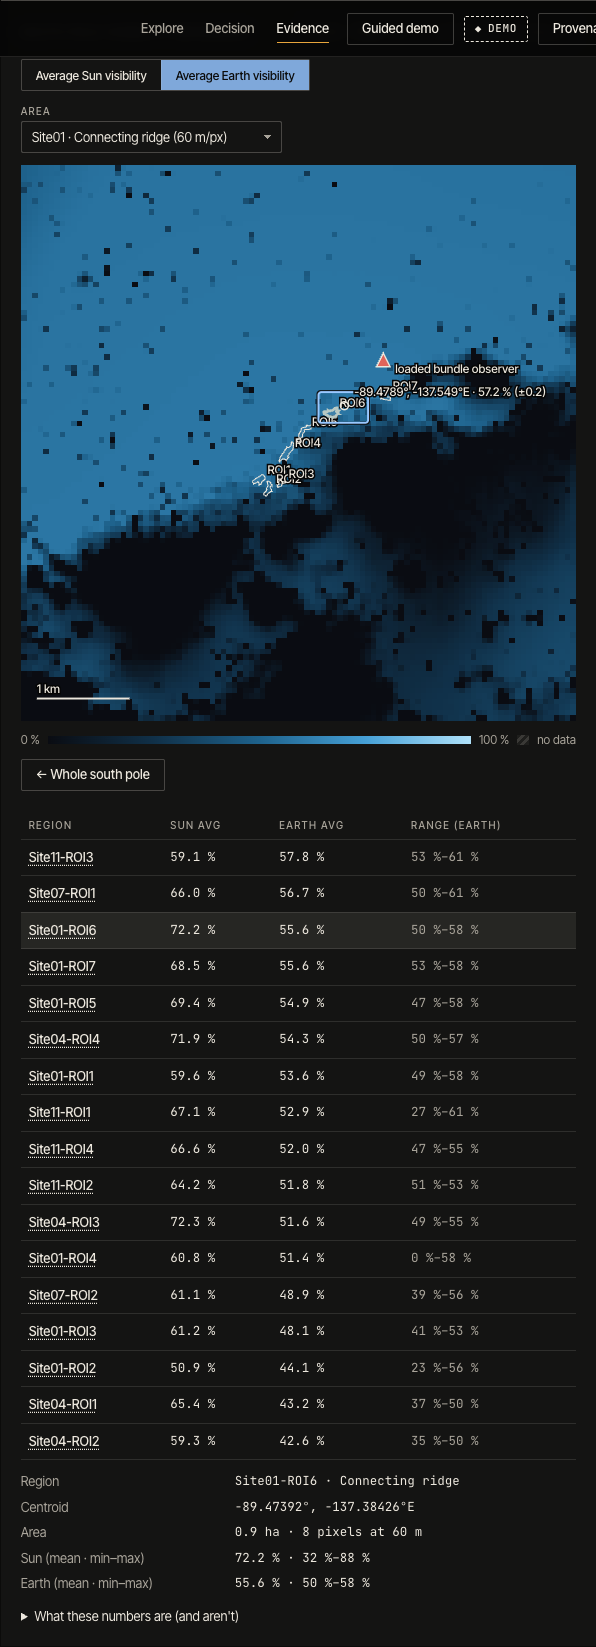 Explore Decision Evidence Guided demo ◆ DEMO Provena
Average Sun visibility Average Earth visibility
AREA
Site01 · Connecting ridge (60 m/px)
loaded bundle observer
ROI7
-89.4789°, -137.549°E · 57.2 % (±0.2)
ROI6
ROI5
ROI4
ROI1
ROI3
ROI2
1 km
0 % 100 % no data
← Whole south pole
REGION SUN AVG EARTH AVG RANGE (EARTH)
Site11-ROI3 59.1 % 57.8 % 53 %–61 %
Site07-ROI1 66.0 % 56.7 % 50 %–61 %
Site01-ROI6 72.2 % 55.6 % 50 %–58 %
Site01-ROI7 68.5 % 55.6 % 53 %–58 %
Site01-ROI5 69.4 % 54.9 % 47 %–58 %
Site04-ROI4 71.9 % 54.3 % 50 %–57 %
Site01-ROI1 59.6 % 53.6 % 49 %–58 %
Site11-ROI1 67.1 % 52.9 % 27 %–61 %
Site11-ROI4 66.6 % 52.0 % 47 %–55 %
Site11-ROI2 64.2 % 51.8 % 51 %–53 %
Site04-ROI3 72.3 % 51.6 % 49 %–55 %
Site01-ROI4 60.8 % 51.4 % 0 %–58 %
Site07-ROI2 61.1 % 48.9 % 39 %–56 %
Site01-ROI3 61.2 % 48.1 % 41 %–53 %
Site01-ROI2 50.9 % 44.1 % 23 %–56 %
Site04-ROI1 65.4 % 43.2 % 37 %–50 %
Site04-ROI2 59.3 % 42.6 % 35 %–50 %
Region Site01-ROI6 · Connecting ridge
Centroid -89.47392°, -137.38426°E
Area 0.9 ha · 8 pixels at 60 m
Sun (mean · min–max) 72.2 % · 32 %–88 %
Earth (mean · min–max) 55.6 % · 50 %–58 %
▶ What these numbers are (and aren't)